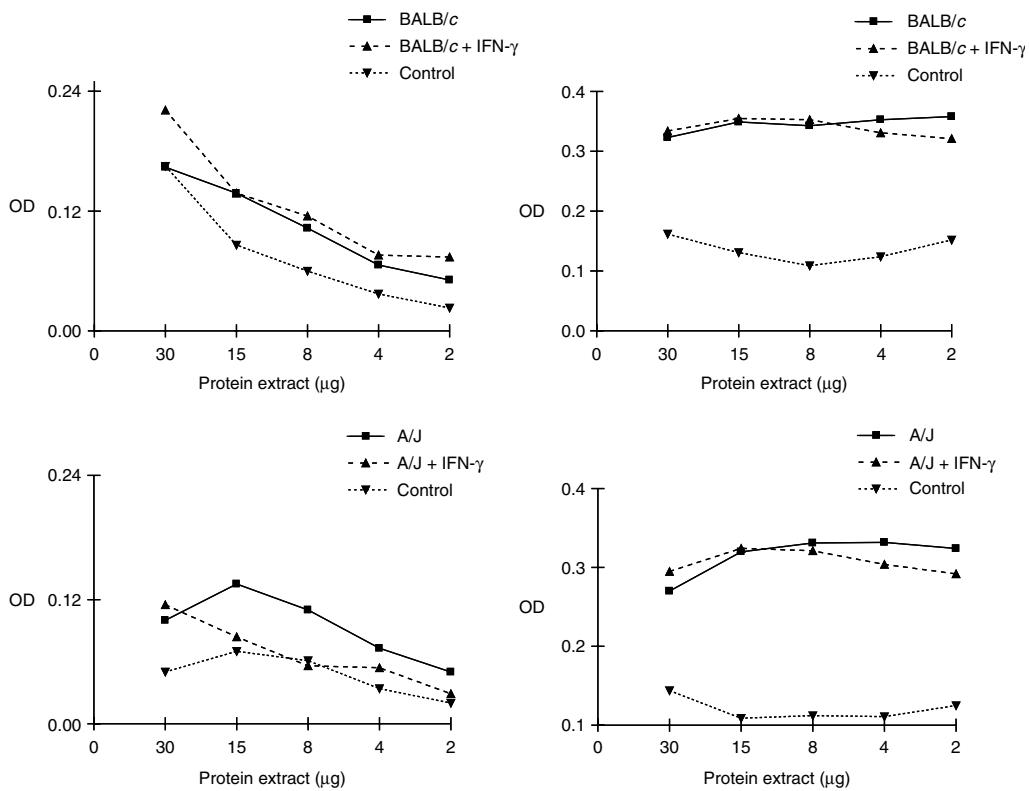 BALB/c
BALB/c + IFN-γ
Control
0.24
0.12
0.00
OD
0 30 15 8 4 2
Protein extract (μg)
BALB/c
BALB/c + IFN-γ
Control
0.4
0.3
0.2
0.1
0.0
OD
0 30 15 8 4 2
Protein extract (μg)
A/J
A/J + IFN-γ
Control
0.24
0.12
0.00
OD
0 30 15 8 4 2
Protein extract (μg)
A/J
A/J + IFN-γ
Control
0.4
0.3
0.2
0.1
OD
0 30 15 8 4 2
Protein extract (μg)